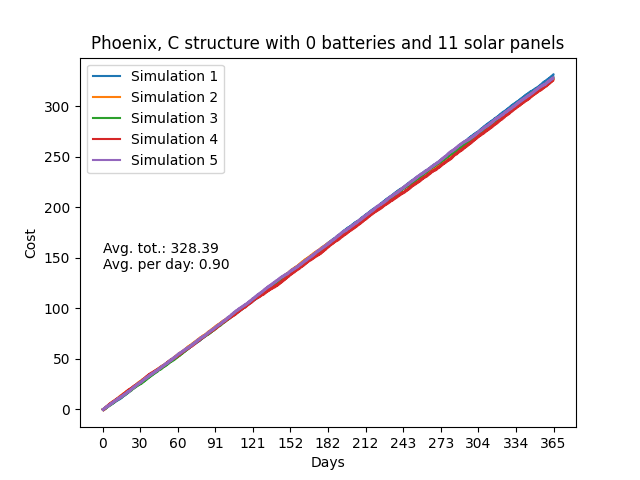 Phoenix, C structure with 0 batteries and 11 solar panels
Simulation 1
Simulation 2
Simulation 3
Simulation 4
Simulation 5
Avg. tot.: 328.39
Avg. per day: 0.90
Cost
300
250
200
150
100
50
0
0 30 60 91 121 152 182 212 243 273 304 334 365
Days